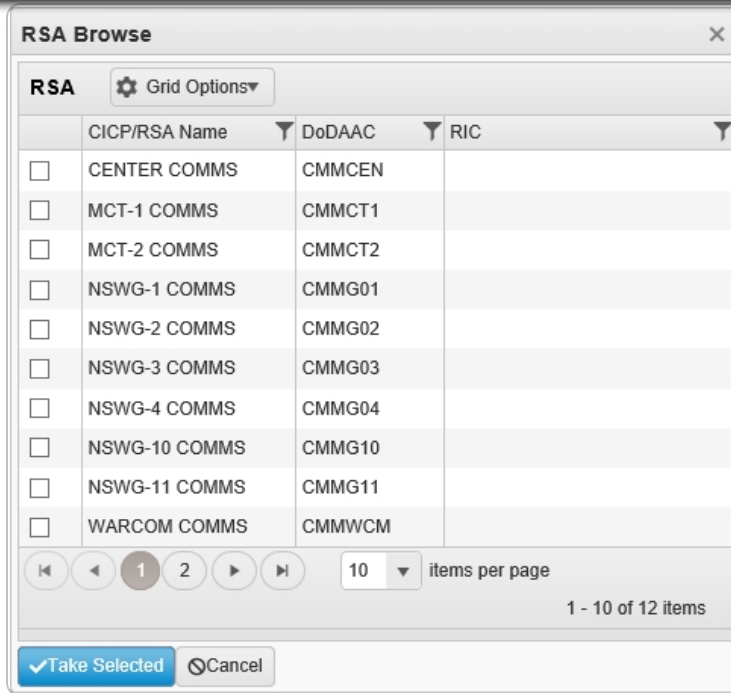 RSA Browse
RSA Grid Options
CICP/RSA Name DoDAAC RIC
CENTER COMMS CMMCEN
MCT-1 COMMS CMMCT1
MCT-2 COMMS CMMCT2
NSWG-1 COMMS CMMG01
NSWG-2 COMMS CMMG02
NSWG-3 COMMS CMMG03
NSWG-4 COMMS CMMG04
NSWG-10 COMMS CMMG10
NSWG-11 COMMS CMMG11
WARCOM COMMS CMMWCM
1 2 10 items per page
1 - 10 of 12 items
Take Selected Cancel